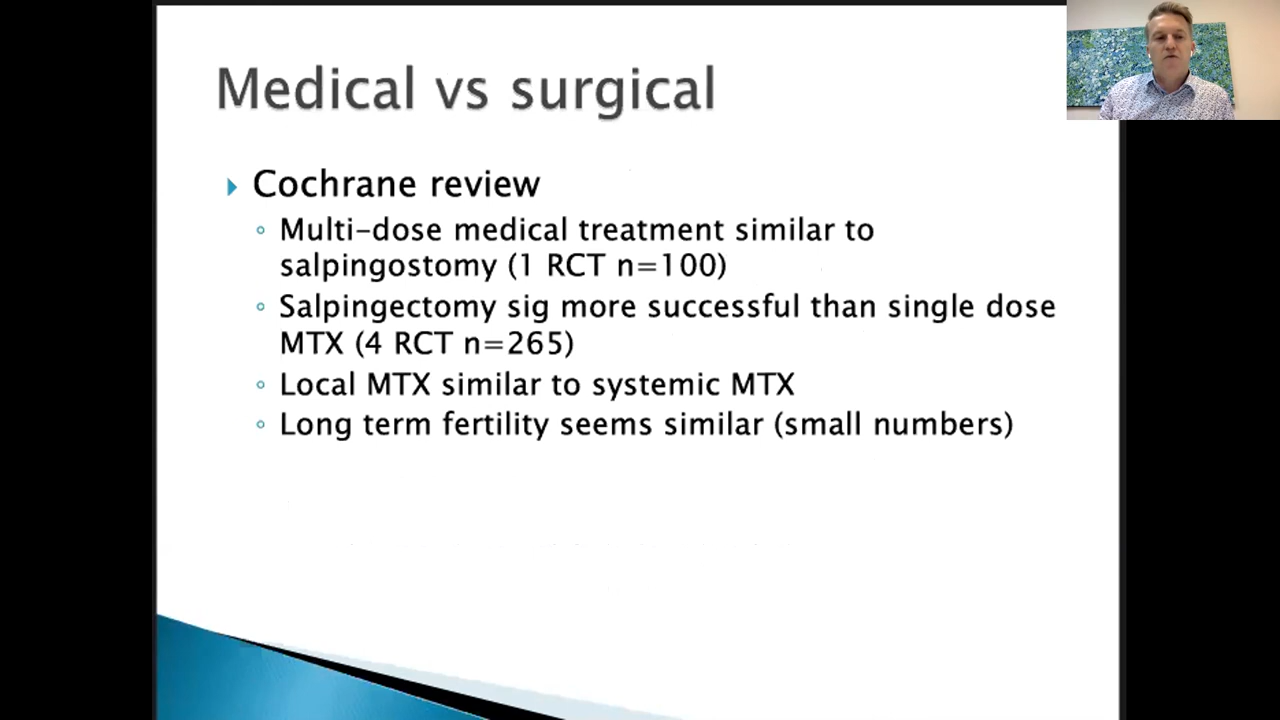 Medical vs surgical
Cochrane review
Multi-dose medical treatment similar to
salpingostomy (1 RCT n=100)
Salpingectomy sig more successful than single dose
MTX (4 RCT n=265)
Local MTX similar to systemic MTX
Long term fertility seems similar (small numbers)